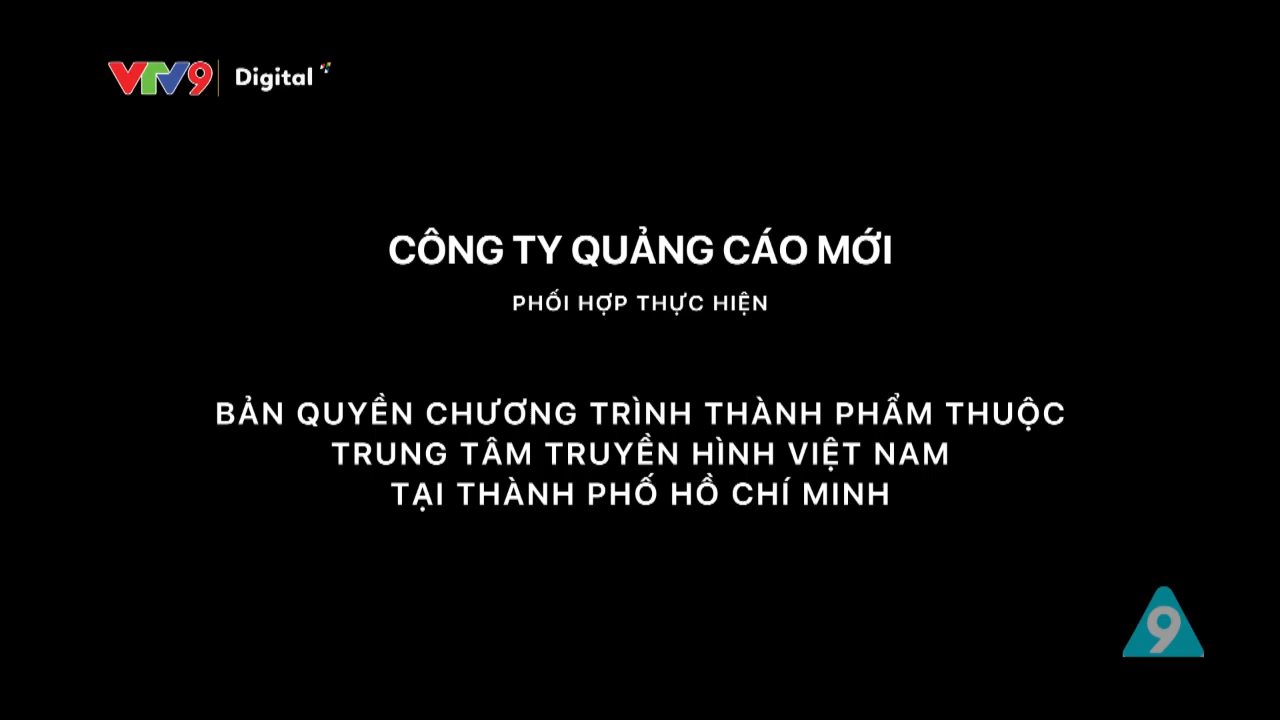 VTV9 Digital
CÔNG TY QUẢNG CÁO MỚI
PHỐI HỢP THỰC HIỆN
BẢN QUYỀN CHƯƠNG TRÌNH THÀNH PHẨM THUỘC
TRUNG TÂM TRUYỀN HÌNH VIỆT NAM
TẠI THÀNH PHỐ HỒ CHÍ MINH
9